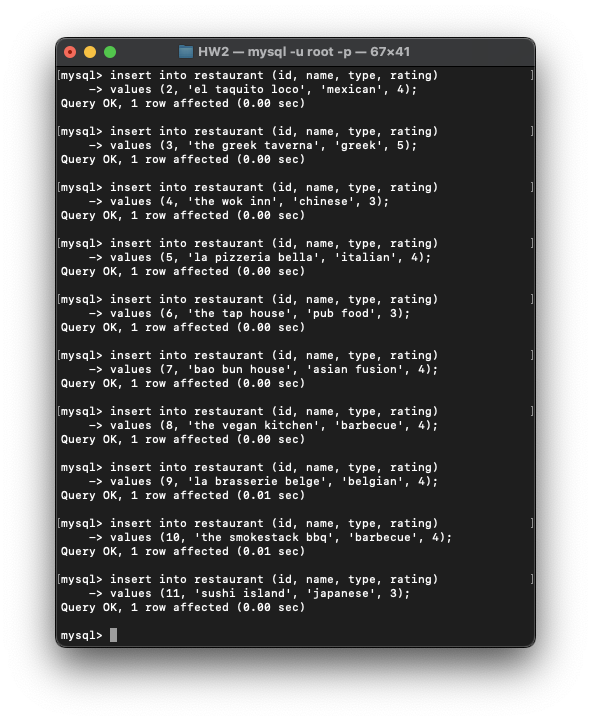 HW2 — mysql -u root -p — 67×41
[mysql> insert into restaurant (id, name, type, rating) ]
-> values (2, 'el taquito loco', 'mexican', 4);
Query OK, 1 row affected (0.00 sec)
[mysql> insert into restaurant (id, name, type, rating) ]
-> values (3, 'the greek taverna', 'greek', 5);
Query OK, 1 row affected (0.00 sec)
[mysql> insert into restaurant (id, name, type, rating) ]
-> values (4, 'the wok inn', 'chinese', 3);
Query OK, 1 row affected (0.00 sec)
[mysql> insert into restaurant (id, name, type, rating) ]
-> values (5, 'la pizzeria bella', 'italian', 4);
Query OK, 1 row affected (0.00 sec)
[mysql> insert into restaurant (id, name, type, rating) ]
-> values (6, 'the tap house', 'pub food', 3);
Query OK, 1 row affected (0.00 sec)
[mysql> insert into restaurant (id, name, type, rating) ]
-> values (7, 'bao bun house', 'asian fusion', 4);
Query OK, 1 row affected (0.00 sec)
[mysql> insert into restaurant (id, name, type, rating) ]
-> values (8, 'the vegan kitchen', 'barbecue', 4);
Query OK, 1 row affected (0.00 sec)
mysql> insert into restaurant (id, name, type, rating)
-> values (9, 'la brasserie belge', 'belgian', 4);
Query OK, 1 row affected (0.01 sec)
[mysql> insert into restaurant (id, name, type, rating) ]
-> values (10, 'the smokestack bbq', 'barbecue', 4);
Query OK, 1 row affected (0.01 sec)
[mysql> insert into restaurant (id, name, type, rating) ]
-> values (11, 'sushi island', 'japanese', 3);
Query OK, 1 row affected (0.00 sec)
mysql>